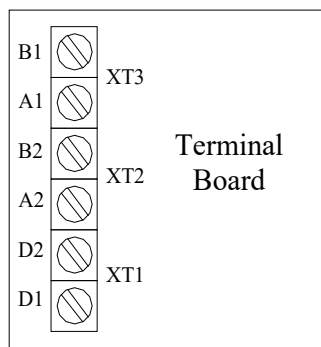 B1
XT3
A1
B2
XT2
A2
D2
XT1
D1
Terminal
Board